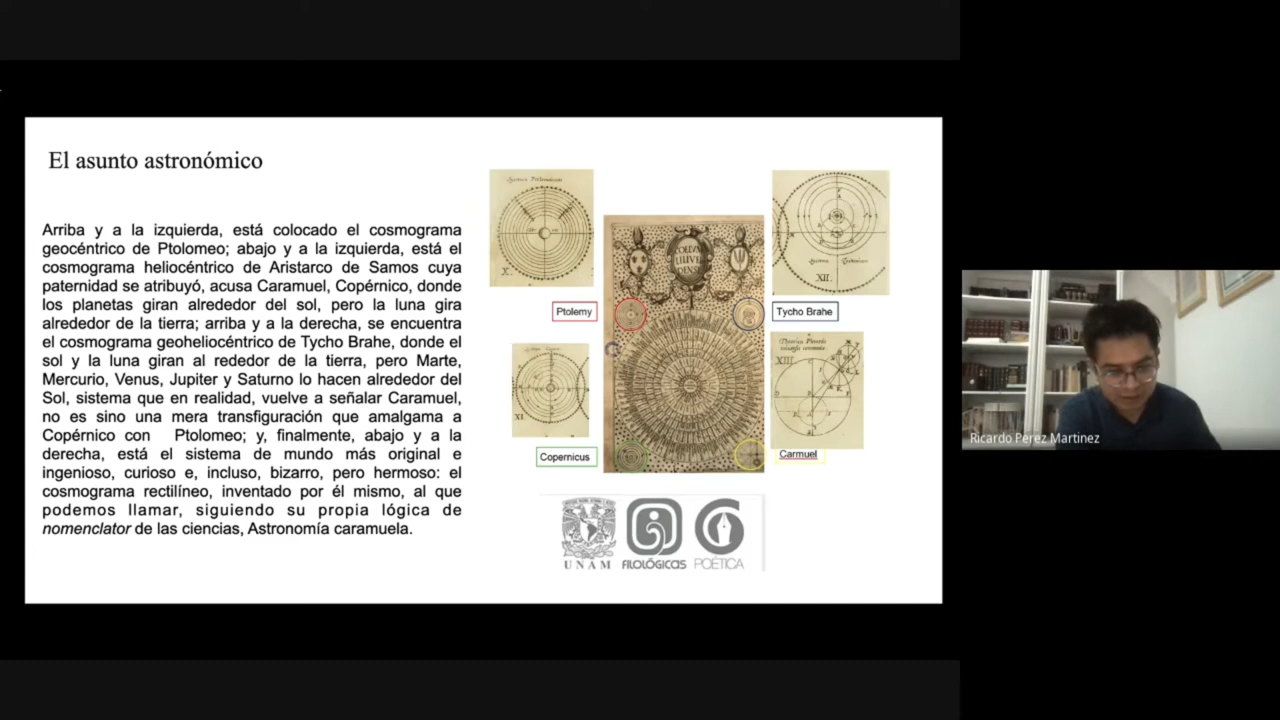 El asunto astronómico
Arriba y a la izquierda, está colocado el cosmograma
geocéntrico de Ptolomeo; abajo y a la izquierda, está el
cosmograma heliocéntrico de Aristarco de Samos cuya
paternidad se atribuyó, acusa Caramuel, Copérnico, donde
los planetas giran alrededor del sol, pero la luna gira
alrededor de la tierra; arriba y a la derecha, se encuentra
el cosmograma geoheliocéntrico de Tycho Brahe, donde el
sol y la luna giran al rededor de la tierra, pero Marte,
Mercurio, Venus, Jupiter y Saturno lo hacen alrededor del
Sol, sistema que en realidad, vuelve a señalar Caramuel,
no es sino una mera transfiguración que amalgama a
Copérnico con Ptolomeo; y, finalmente, abajo y a la
derecha, está el sistema de mundo más original e
ingenioso, curioso e, incluso, bizarro, pero hermoso: el
cosmograma rectilíneo, inventado por él mismo, al que
podemos llamar, siguiendo su propia lógica de
nomenclator de las ciencias, Astronomía caramuela.
X.
XII.
Ptolemy
Tycho Brahe
XI
XIII
Copernicus
Carmuel
UNAM
FILOLÓGICAS
POÉTICA
Ricardo Perez Martinez